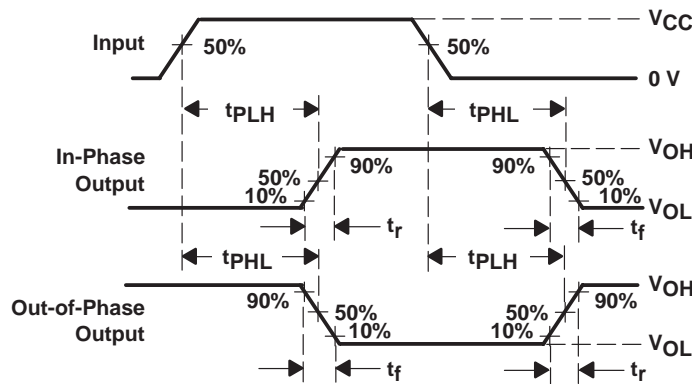 Input
50%
50%
VCC
0 V
tPLH
tPHL
In-Phase
Output
50%
10%
90%
90%
50%
10%
VOH
VOL
tr
tf
tPHL
tPLH
Out-of-Phase
Output
90%
50%
10%
50%
10%
90%
VOH
VOL
tf
tr